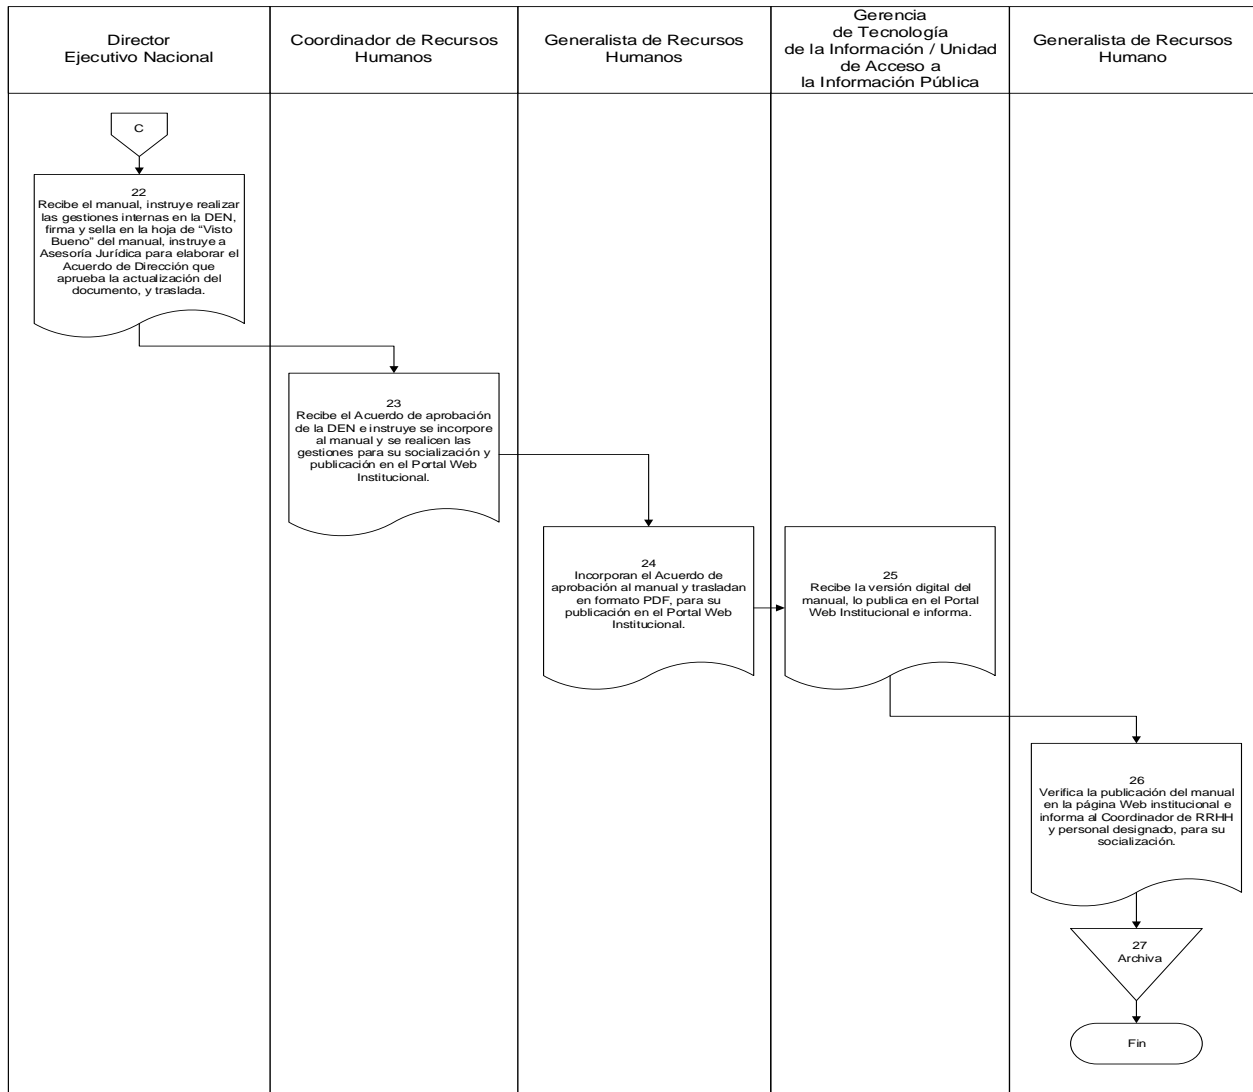 Director
Ejecutivo Nacional
Coordinador de Recursos
Humanos
Generalista de Recursos
Humanos
Gerencia
de Tecnología
de la Información / Unidad
de Acceso a
la Información Pública
Generalista de Recursos
Humano
C
22
Recibe el manual, instruye realizar
las gestiones internas en la DEN,
firma y sella en la hoja de “Visto
Bueno” del manual, instruye a
Asesoría Jurídica para elaborar el
Acuerdo de Dirección que
aprueba la actualización del
documento, y traslada.
23
Recibe el Acuerdo de aprobación
de la DEN e instruye se incorpore
al manual y se realicen las
gestiones para su socialización y
publicación en el Portal Web
Institucional.
24
Incorporan el Acuerdo de
aprobación al manual y trasladan
en formato PDF, para su
publicación en el Portal Web
Institucional.
25
Recibe la versión digital del
manual, lo publica en el Portal
Web Institucional e informa.
26
Verifica la publicación del manual
en la página Web institucional e
informa al Coordinador de RRHH
y personal designado, para su
socialización.
27
Archiva
Fin